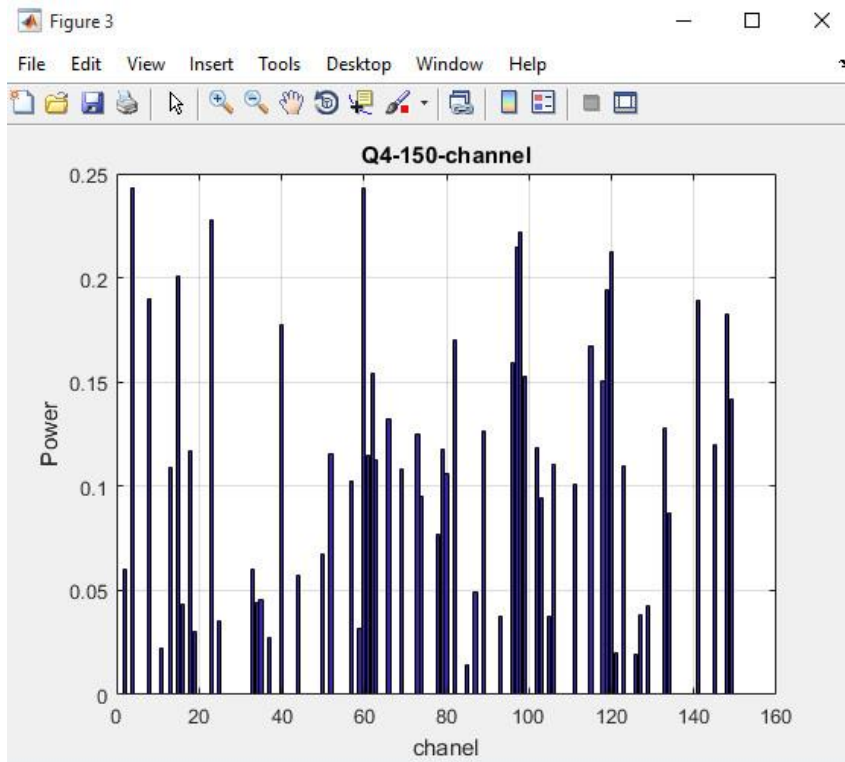 Figure 3
File Edit View Insert Tools Desktop Window Help
Q4-150-channel
0.25
0.2
0.15
0.1
0.05
0
Power
0 20 40 60 80 100 120 140 160
chanel